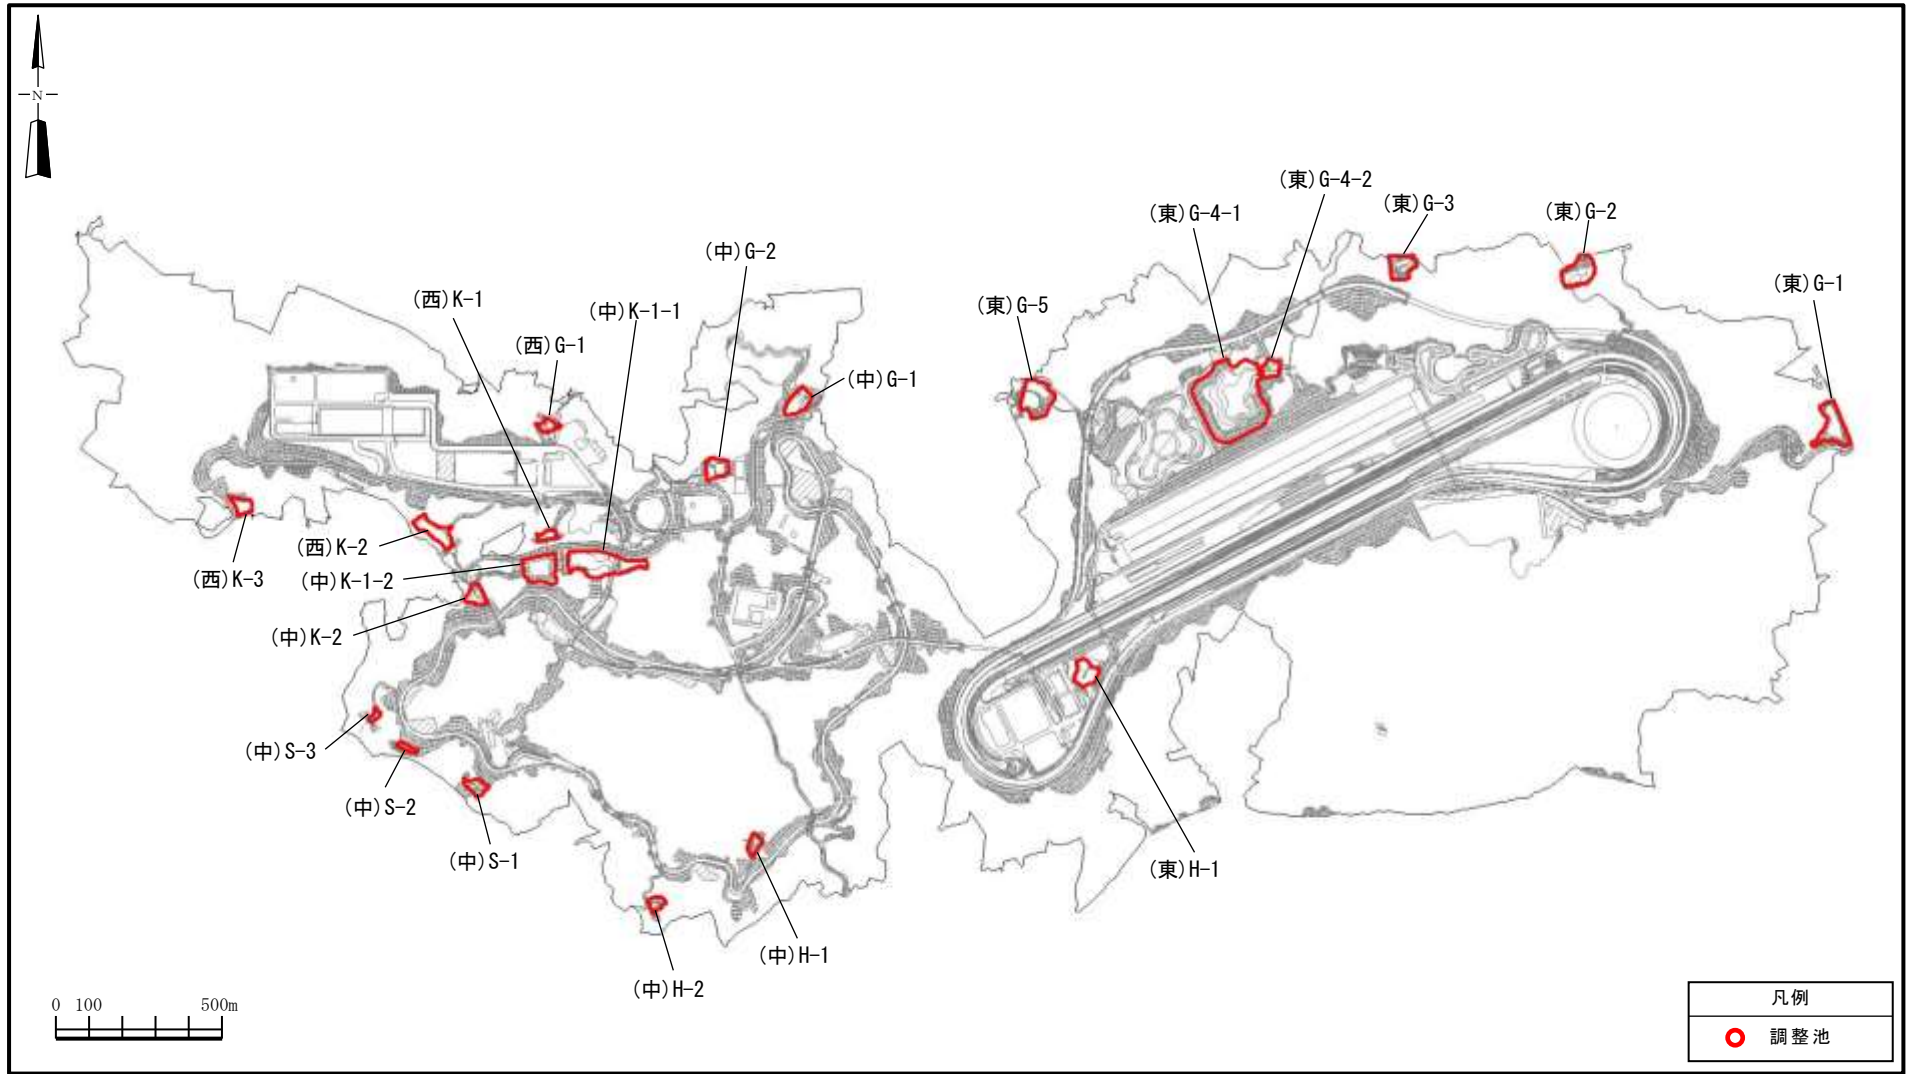 N
(東)G-4-2
(東)G-4-1
(東)G-3
(東)G-2
(中)G-2
(東)G-1
(西)K-1
(中)K-1-1
(東)G-5
(西)G-1
(中)G-1
(西)K-2
(西)K-3
(中)K-1-2
(中)K-2
(中)S-3
(中)S-2
(中)S-1
(東)H-1
(中)H-1
(中)H-2
0 100 500m
凡例
調整池